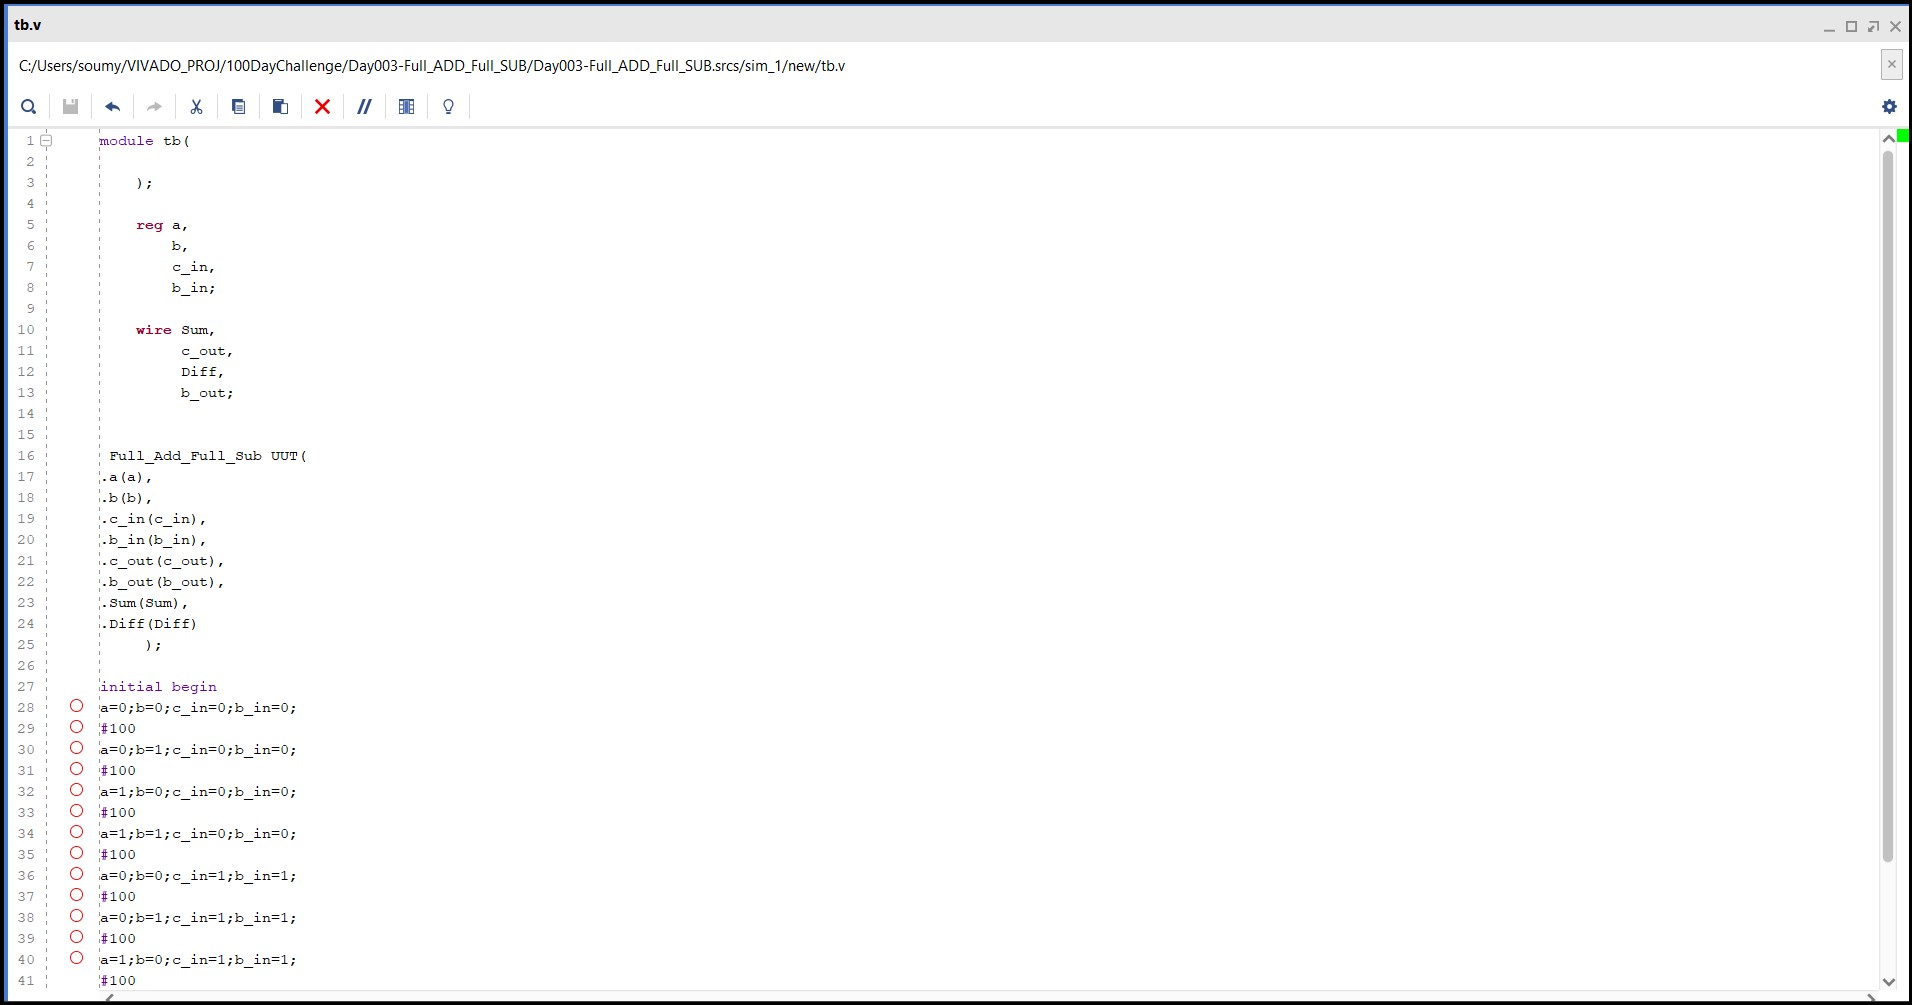 tb.v
C:/Users/soumy/VIVADO_PROJ/100DayChallenge/Day003-Full_ADD_Full_SUB/Day003-Full_ADD_Full_SUB.srcs/sim_1/new/tb.v
1 module tb(
2
3 );
4
5 reg a,
6 b,
7 c_in,
8 b_in;
9
10 wire Sum,
11 c_out,
12 Diff,
13 b_out;
14
15
16 Full_Add_Full_Sub UUT(
17 .a(a),
18 .b(b),
19 .c_in(c_in),
20 .b_in(b_in),
21 .c_out(c_out),
22 .b_out(b_out),
23 .Sum(Sum),
24 .Diff(Diff)
25 );
26
27 initial begin
28 a=0;b=0;c_in=0;b_in=0;
29 #100
30 a=0;b=1;c_in=0;b_in=0;
31 #100
32 a=1;b=0;c_in=0;b_in=0;
33 #100
34 a=1;b=1;c_in=0;b_in=0;
35 #100
36 a=0;b=0;c_in=1;b_in=1;
37 #100
38 a=0;b=1;c_in=1;b_in=1;
39 #100
40 a=1;b=0;c_in=1;b_in=1;
41 #100